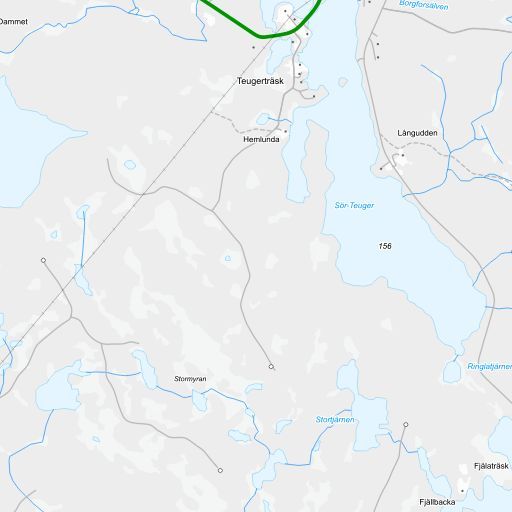 Borgforsälven
Dammet
Teugerträsk
Långudden
Hemlunda
Sör-Teuger
156
Ringlatjärnen
Stormyran
Stortjärnen
Fjälaträsk
Fjällbacka